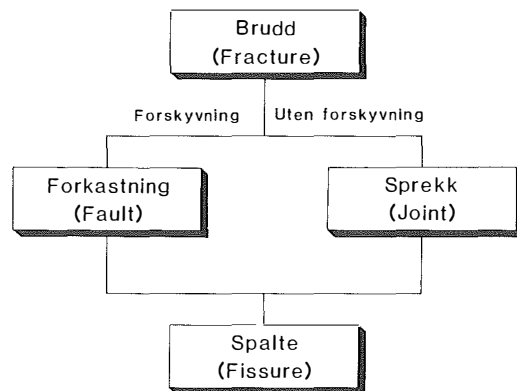 Brudd
(Fracture)
Forskyvning
Uten forskyvning
Forkastning
(Fault)
Sprekk
(Joint)
Spalte
(Fissure)